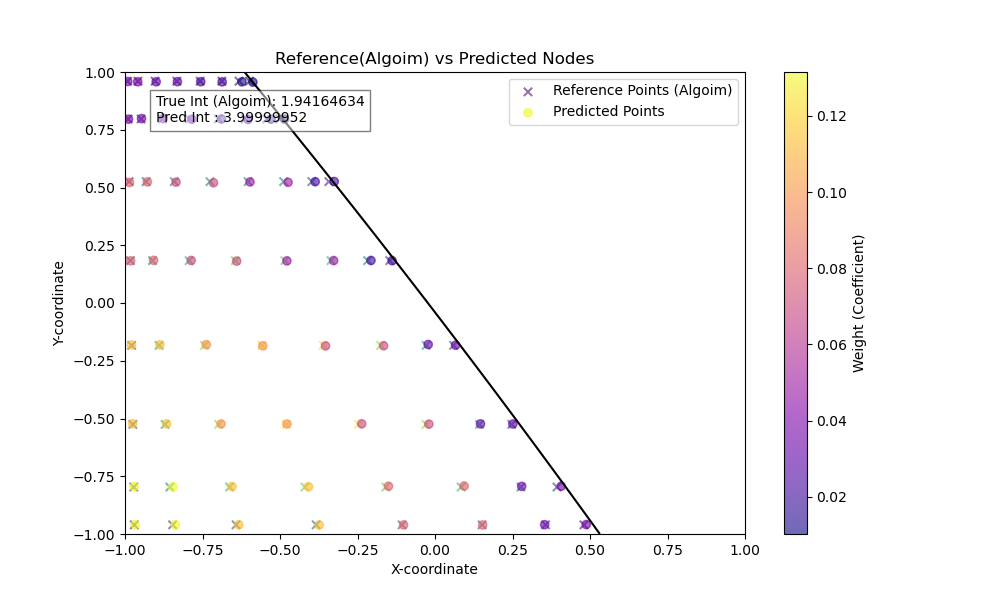 Reference(Algoim) vs Predicted Nodes
True Int (Algoim): 1.94164634
Pred Int : 3.99999952
Reference Points (Algoim)
Predicted Points
1.00
0.75
0.50
0.25
0.00
−0.25
−0.50
−0.75
−1.00
Y-coordinate
−1.00 −0.75 −0.50 −0.25 0.00 0.25 0.50 0.75 1.00
X-coordinate
0.12
0.10
0.08
0.06
0.04
0.02
Weight (Coefficient)